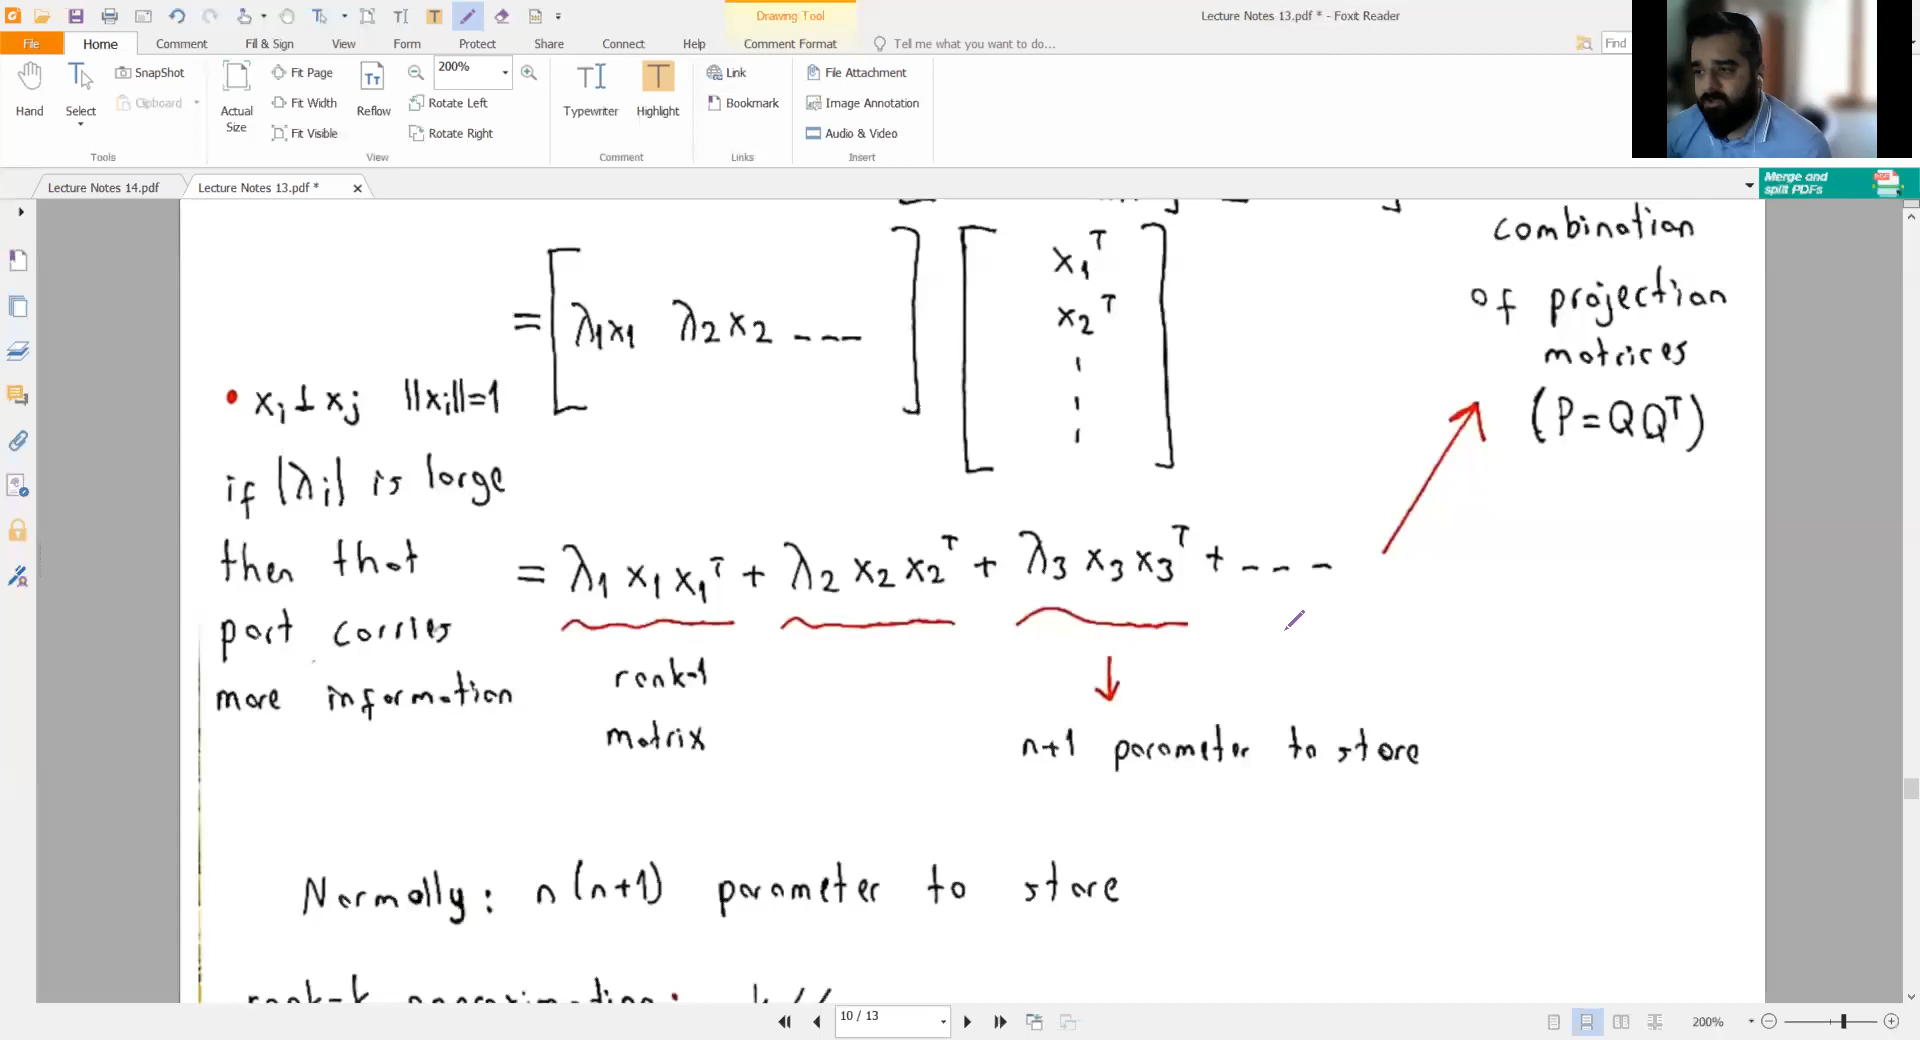 Lecture Notes 13.pdf * - Foxit Reader
Drawing Tool
File Home Comment Fill & Sign View Form Protect Share Connect Help Comment Format Tell me what you want to do... Find
Hand
Select
SnapShot
Clipboard
Tools
Actual Size
Fit Page
Fit Width
Fit Visible
Reflow
200%
Rotate Left
Rotate Right
View
Typewriter
Highlight
Comment
Link
Bookmark
Links
File Attachment
Image Annotation
Audio & Video
Insert
Lecture Notes 14.pdf
Lecture Notes 13.pdf *
Merge and
split PDFs
combination
of projection
matrices
(P = QQᵀ)
= [λ₁x₁ λ₂x₂ ----] [x₁ᵀ
x₂ᵀ
⋮]
• xᵢ ⊥ xⱼ ||xᵢ||=1
if |λᵢ| is large
then that
part carries
more information
= λ₁ x₁ x₁ᵀ + λ₂ x₂ x₂ᵀ + λ₃ x₃ x₃ᵀ + - - -
rank-1
matrix
n+1 parameter to store
Normally: n(n+1) parameter to store
10 / 13
200%